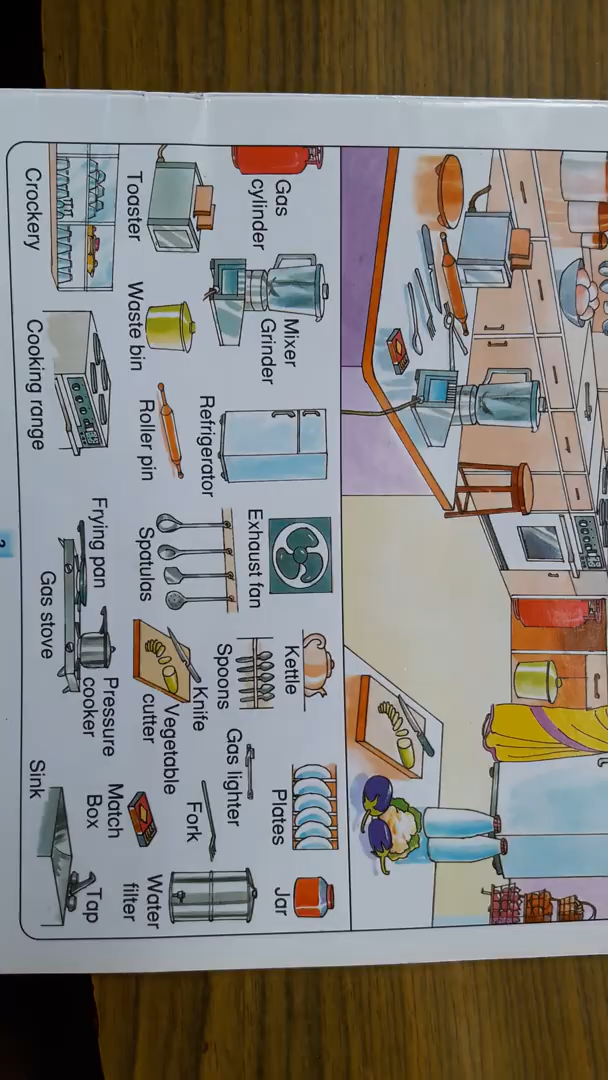 Gas
cylinder
Mixer
Grinder
Refrigerator
Exhaust fan
Kettle
Plates
Jar
Toaster
Waste bin
Roller pin
Spatulas
Spoons
Knife
Vegetable
cutter
Gas lighter
Fork
Water
filter
Crockery
Cooking range
Frying pan
Gas stove
Pressure
cooker
Match
Box
Sink
Tap